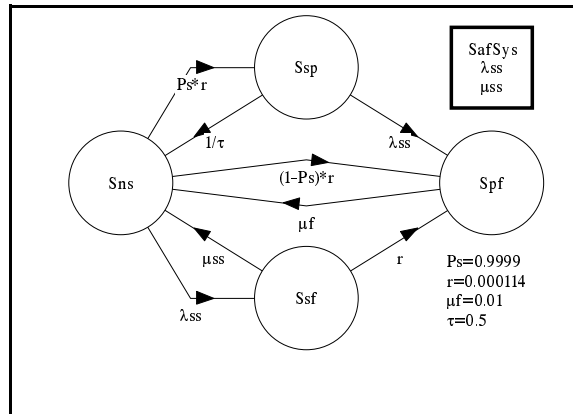 Ssp
SafSys
λss
μss
Ps*r
1/τ
λss
Sns
(1-Ps)*r
Spf
μf
μss
r
Ssf
λss
Ps=0.9999
r=0.000114
μf=0.01
τ=0.5